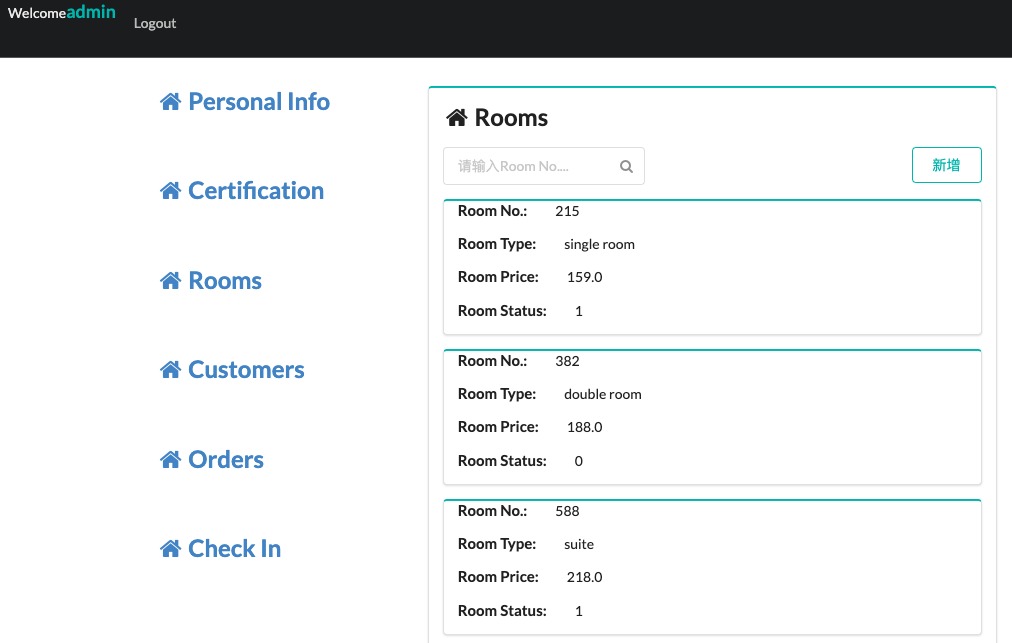 Welcomeadmin
Logout
Personal Info
Certification
Rooms
Customers
Orders
Check In
Rooms
请输入Room No....
新增
Room No.: 215
Room Type: single room
Room Price: 159.0
Room Status: 1
Room No.: 382
Room Type: double room
Room Price: 188.0
Room Status: 0
Room No.: 588
Room Type: suite
Room Price: 218.0
Room Status: 1